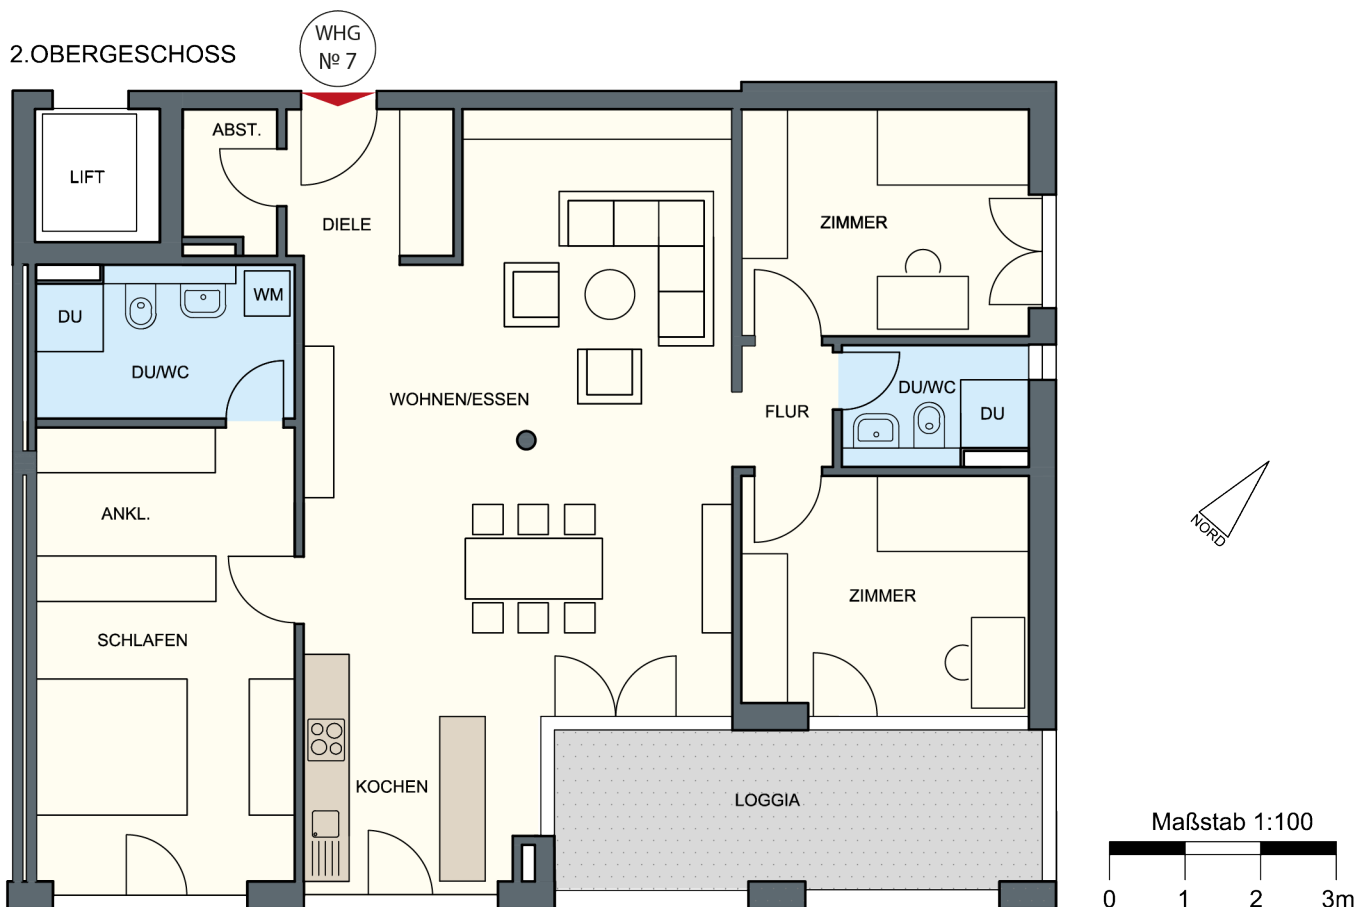 WHG
№ 7
2.OBERGESCHOSS
ABST.
LIFT
DIELE
ZIMMER
DU
WM
DU/WC
WOHNEN/ESSEN
FLUR
DU/WC
DU
ANKL.
NORD
ZIMMER
SCHLAFEN
KOCHEN
LOGGIA
Maßstab 1:100
0 1 2 3m